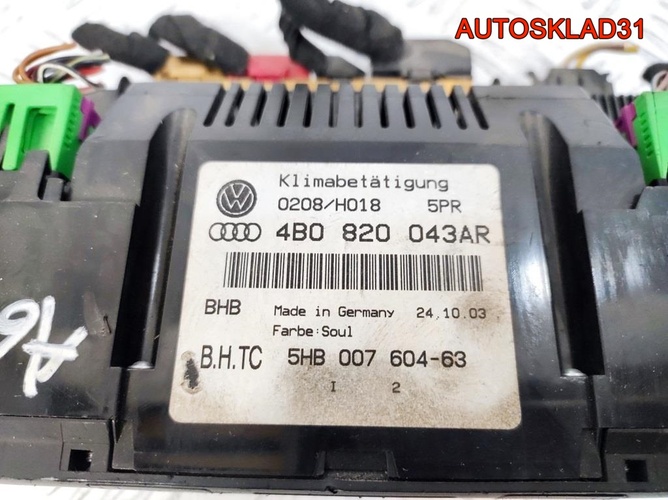 AUTOSKLAD31
Klimabetätigung
0208/H018 5PR
4B0 820 043AR
BHB Made in Germany 24.10.03
Farbe:Soul
B.H.TC 5HB 007 604-63
I 2
A6